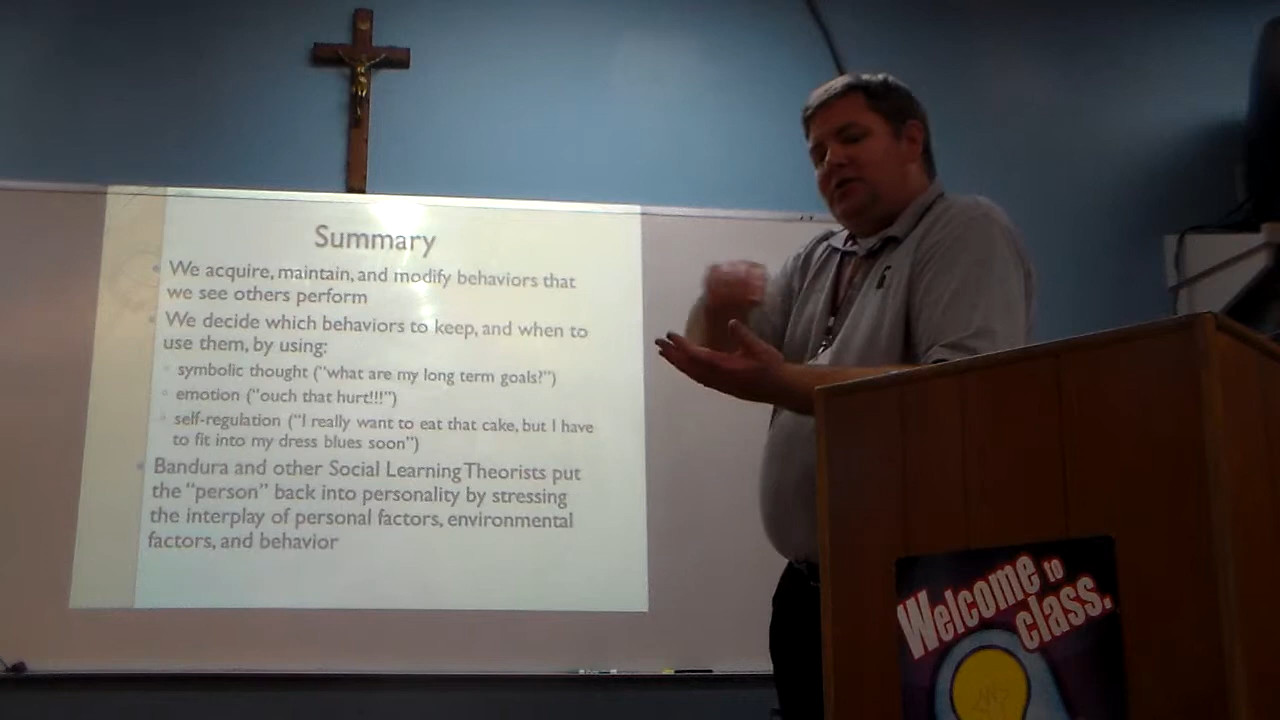 Summary
We acquire, maintain, and modify behaviors that
we see others perform
We decide which behaviors to keep, and when to
use them, by using:
symbolic thought ("what are my long term goals?")
emotion ("ouch that hurt!!!")
self-regulation ("I really want to eat that cake, but I have
to fit into my dress blues soon")
Bandura and other Social Learning Theorists put
the "person" back into personality by stressing
the interplay of personal factors, environmental
factors, and behavior
Welcome to
class.